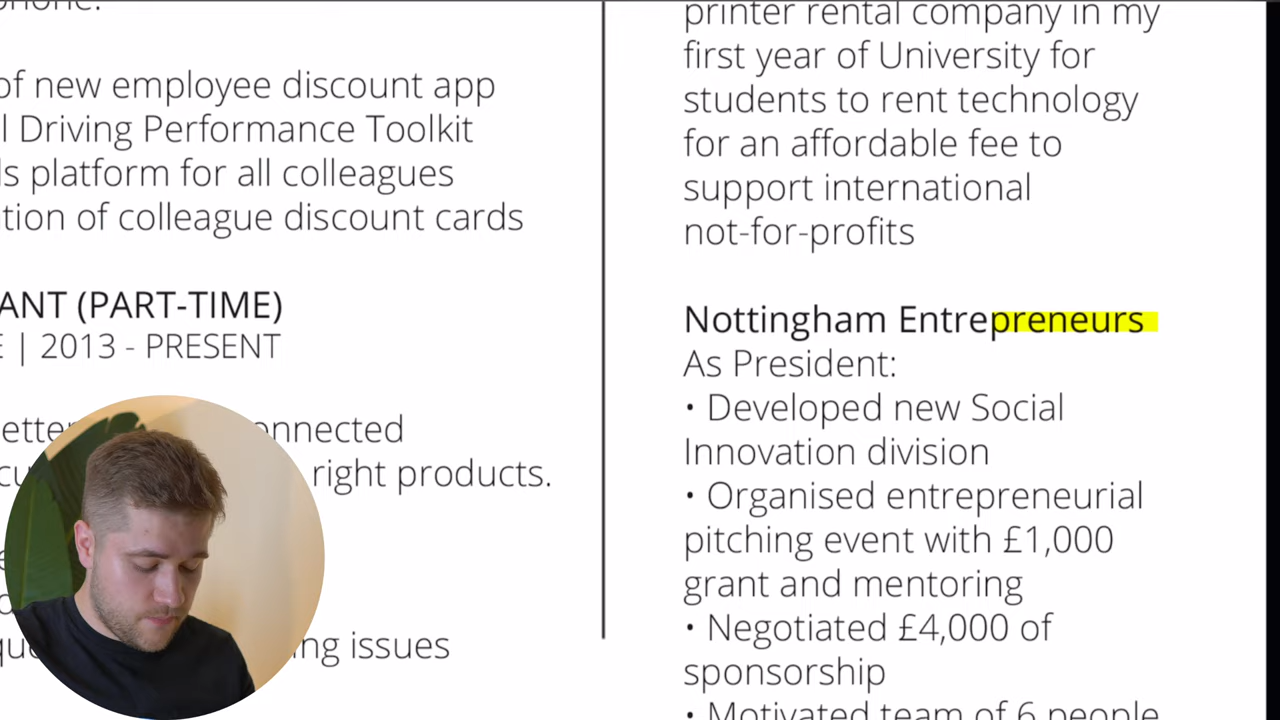 of new employee discount app
l Driving Performance Toolkit
ls platform for all colleagues
tion of colleague discount cards
ANT (PART-TIME)
E | 2013 - PRESENT
onnected
right products.
ng issues
printer rental company in my
first year of University for
students to rent technology
for an affordable fee to
support international
not-for-profits
Nottingham Entrepreneurs
As President:
• Developed new Social
Innovation division
• Organised entrepreneurial
pitching event with £1,000
grant and mentoring
• Negotiated £4,000 of
sponsorship
• Motivated team of 6 people